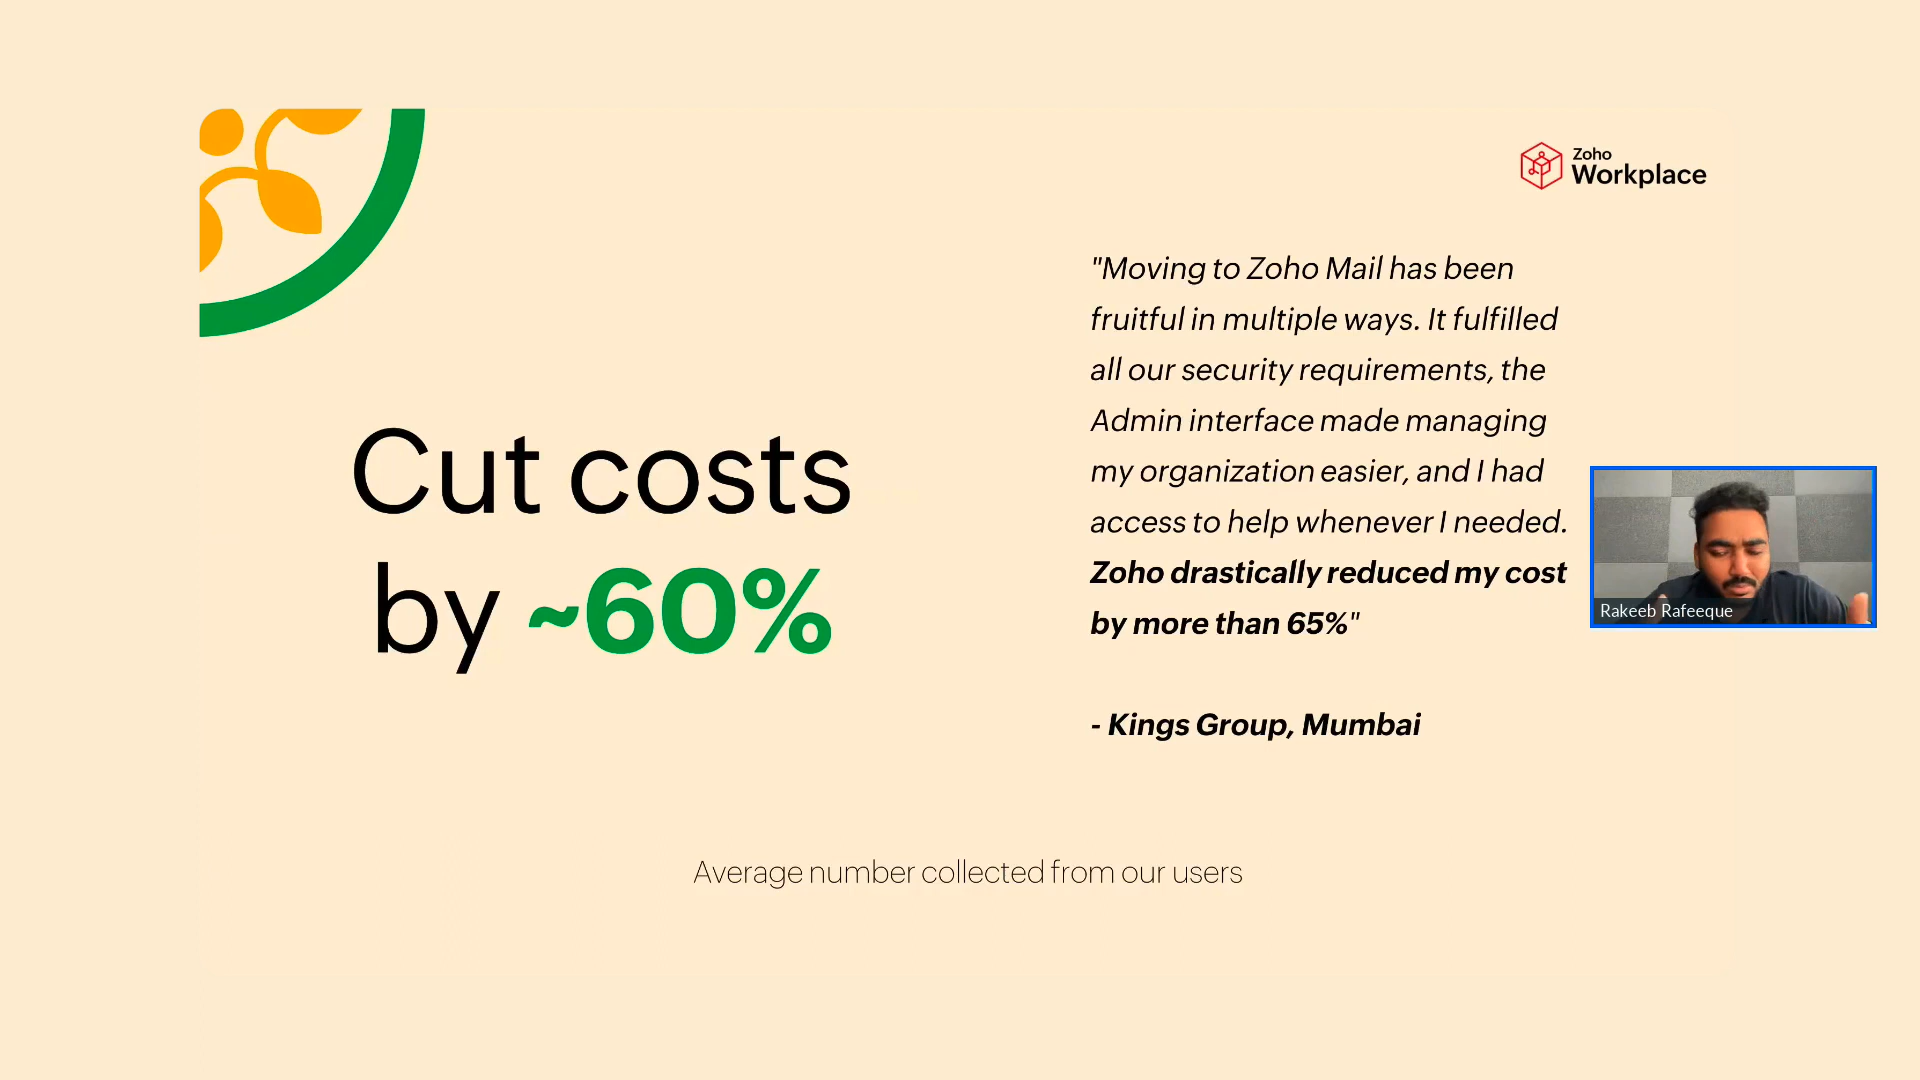 Zoho
Workplace
Cut costs
by ~60%
"Moving to Zoho Mail has been
fruitful in multiple ways. It fulfilled
all our security requirements, the
Admin interface made managing
my organization easier, and I had
access to help whenever I needed.
Zoho drastically reduced my cost
by more than 65%"
- Kings Group, Mumbai
Rakeeb Rafeeque
Average number collected from our users